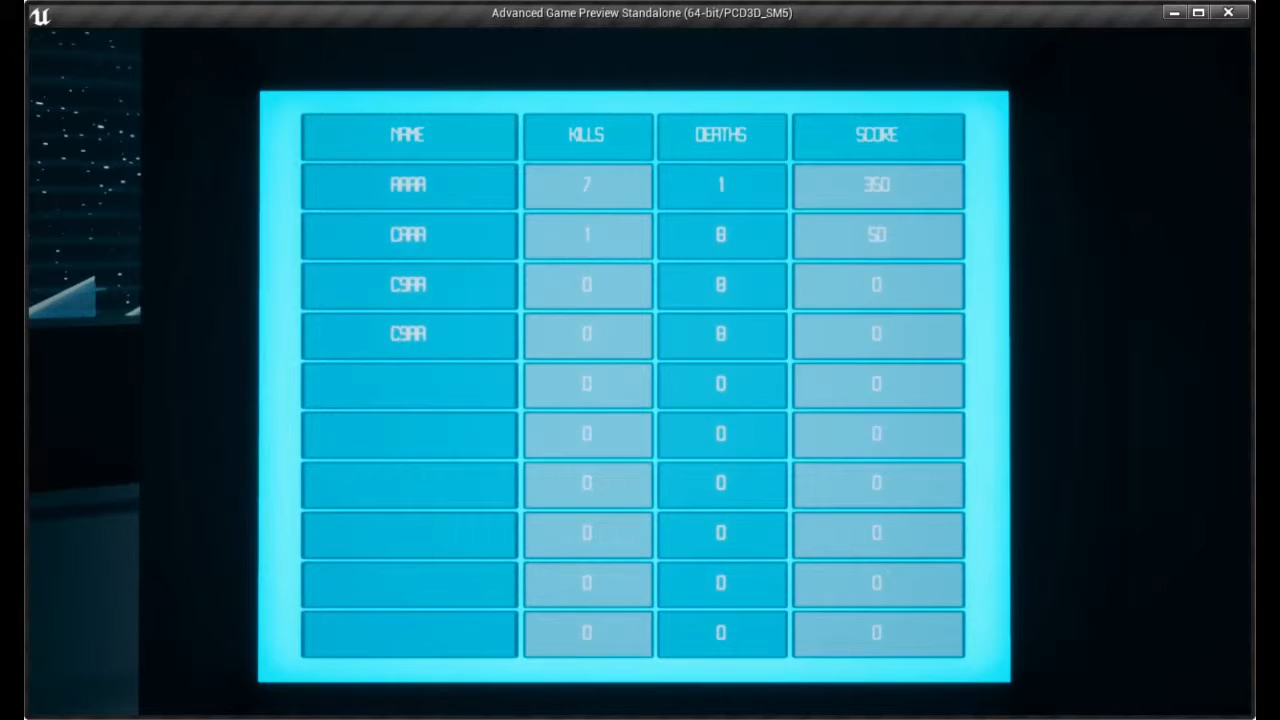 Advanced Game Preview Standalone (64-bit/PCD3D_SM5)
NAME KILLS DEATHS SCORE
AAAA 7 1 350
CAAA 1 8 50
C9AA 0 8 0
C9AA 0 8 0
0 0 0
0 0 0
0 0 0
0 0 0
0 0 0
0 0 0